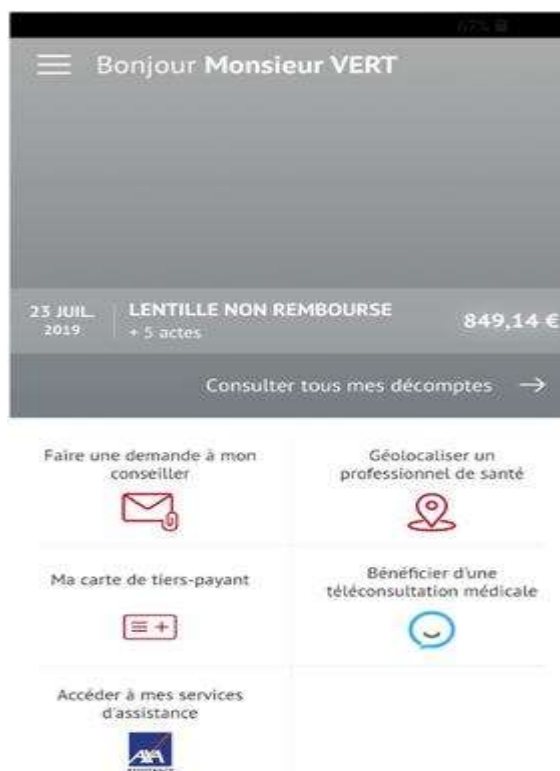 67%
Bonjour Monsieur VERT
23 JUIL. 2019
LENTILLE NON REMBOURSE
+ 5 actes
849,14 €
Consulter tous mes décomptes →
Faire une demande à mon
conseiller
Géolocaliser un
professionnel de santé
Ma carte de tiers-payant
Bénéficier d'une
téléconsultation médicale
Accéder à mes services
d'assistance
AXA
ASSISTANCE